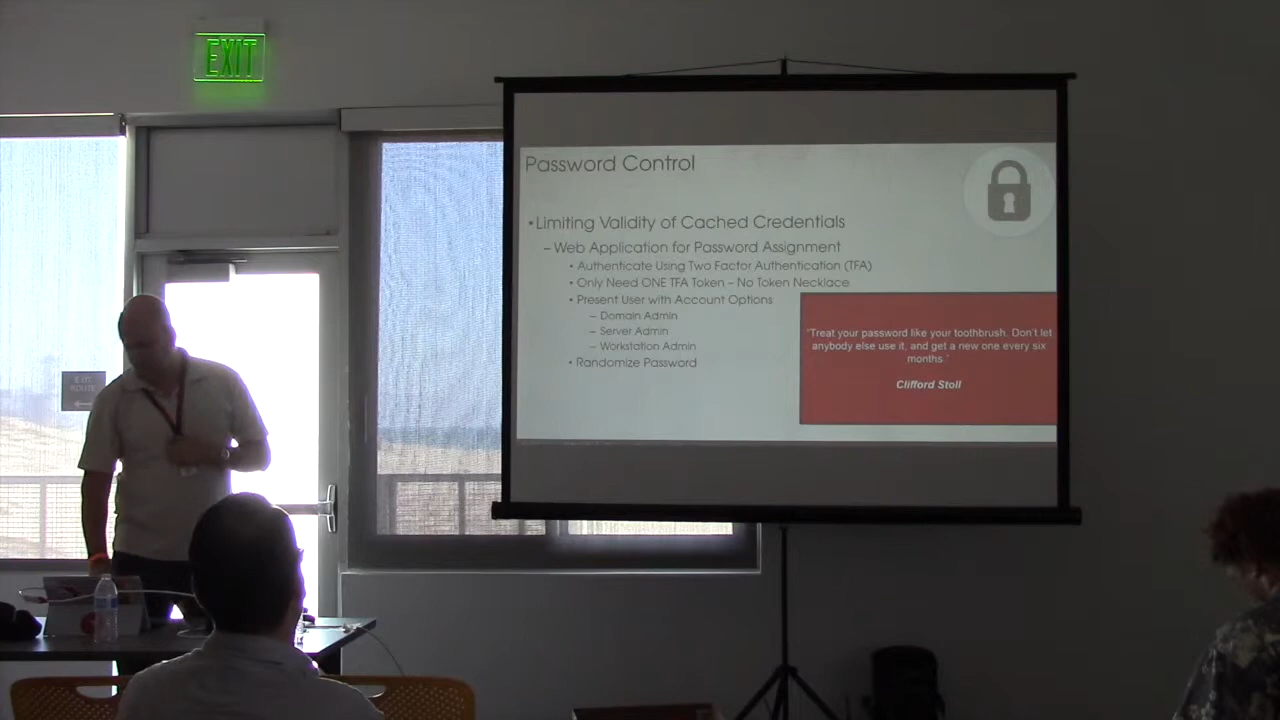 EXIT
EXIT
ROUTE
Password Control
•Limiting Validity of Cached Credentials
– Web Application for Password Assignment
• Authenticate Using Two Factor Authentication (TFA)
• Only Need ONE TFA Token – No Token Necklace
• Present User with Account Options
– Domain Admin
– Server Admin
– Workstation Admin
• Randomize Password
"Treat your password like your toothbrush. Don't let
anybody else use it, and get a new one every six
months."
Clifford Stoll